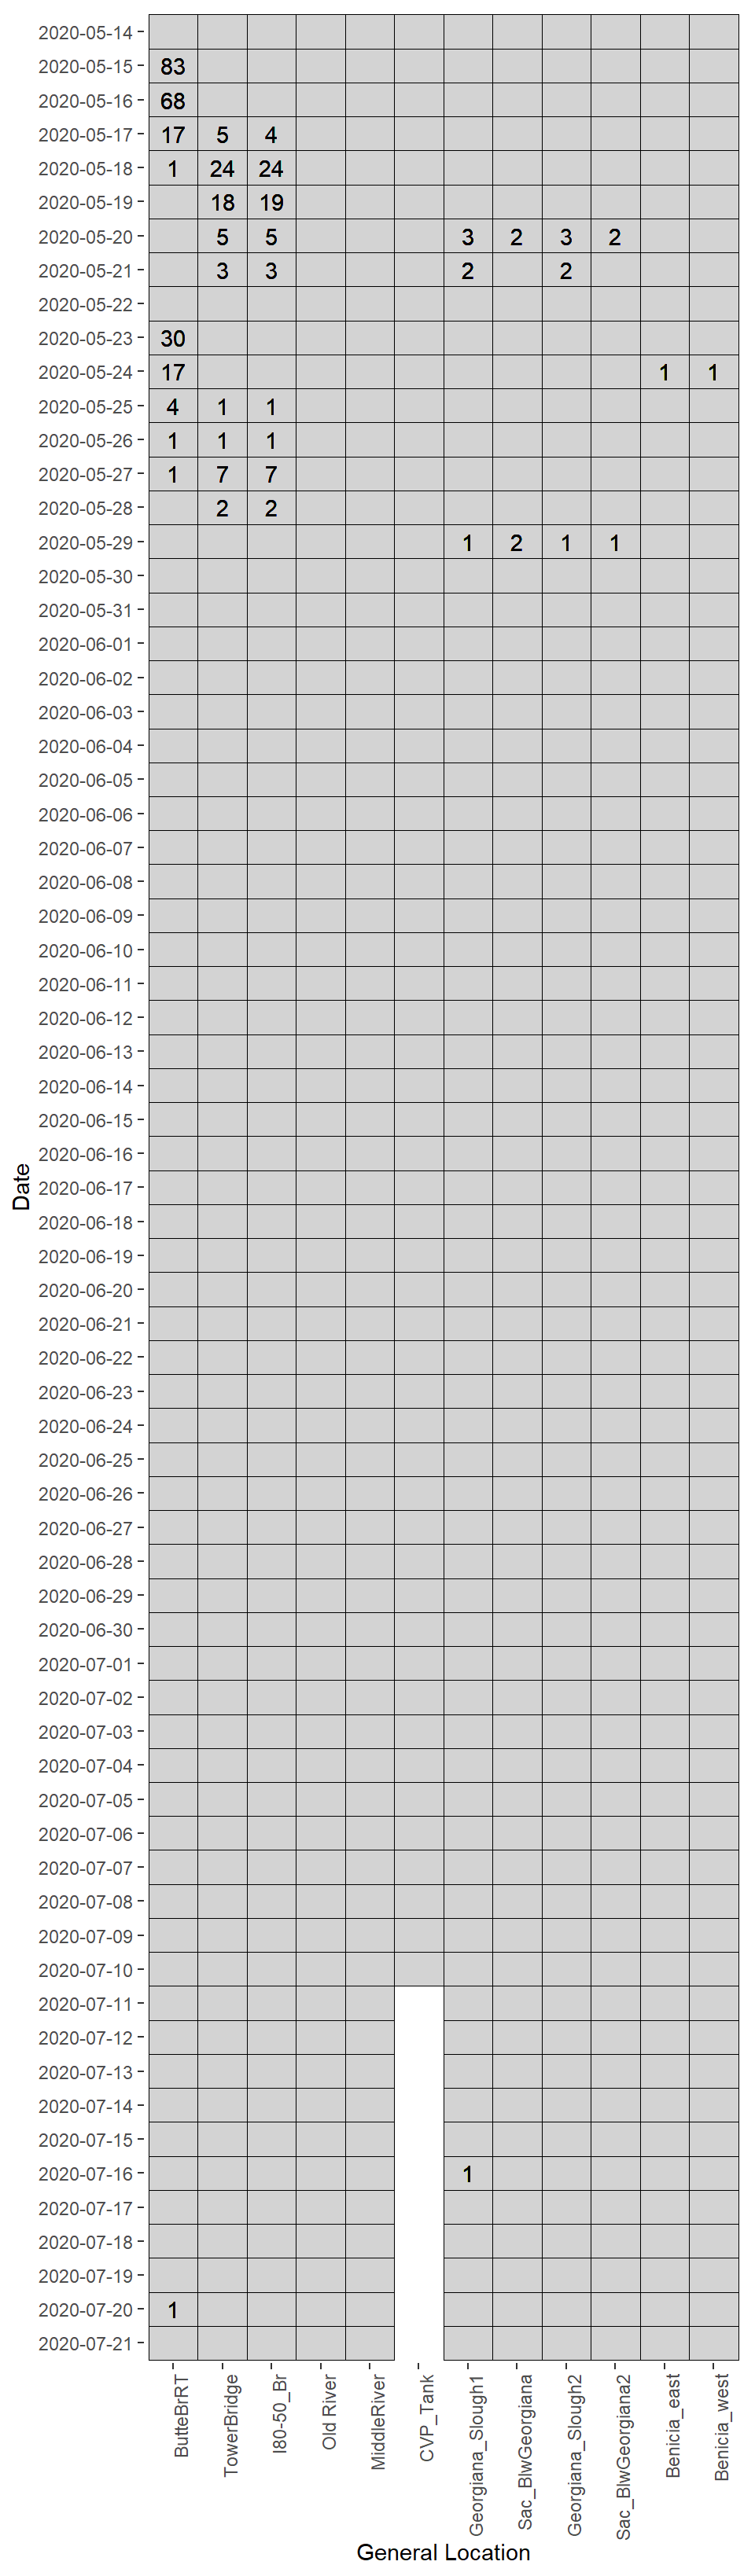 2020-05-14
2020-05-15 83
2020-05-16 68
2020-05-17 17 5 4
2020-05-18 1 24 24
2020-05-19 18 19
2020-05-20 5 5 3 2 3 2
2020-05-21 3 3 2 2
2020-05-22
2020-05-23 30
2020-05-24 17 1 1
2020-05-25 4 1 1
2020-05-26 1 1 1
2020-05-27 1 7 7
2020-05-28 2 2
2020-05-29 1 2 1 1
2020-05-30
2020-05-31
2020-06-01
2020-06-02
2020-06-03
2020-06-04
2020-06-05
2020-06-06
2020-06-07
2020-06-08
2020-06-09
2020-06-10
2020-06-11
2020-06-12
2020-06-13
2020-06-14
2020-06-15
2020-06-16
2020-06-17
Date
2020-06-18
2020-06-19
2020-06-20
2020-06-21
2020-06-22
2020-06-23
2020-06-24
2020-06-25
2020-06-26
2020-06-27
2020-06-28
2020-06-29
2020-06-30
2020-07-01
2020-07-02
2020-07-03
2020-07-04
2020-07-05
2020-07-06
2020-07-07
2020-07-08
2020-07-09
2020-07-10
2020-07-11
2020-07-12
2020-07-13
2020-07-14
2020-07-15
2020-07-16 1
2020-07-17
2020-07-18
2020-07-19
2020-07-20 1
2020-07-21
ButteBrRT
TowerBridge
I80-50_Br
Old River
MiddleRiver
CVP_Tank
Georgiana_Slough1
Sac_BlwGeorgiana
Georgiana_Slough2
Sac_BlwGeorgiana2
Benicia_east
Benicia_west
General Location